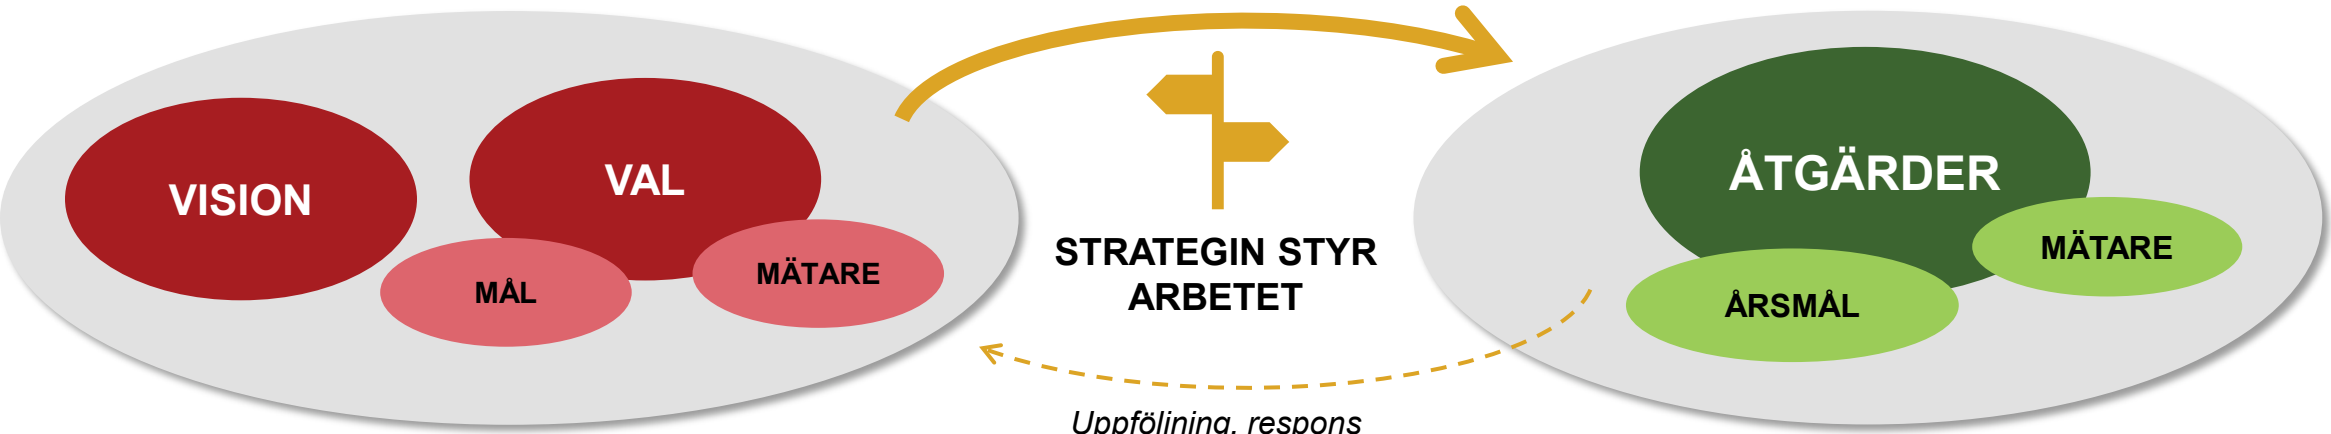 VISION
VAL
MÅL
MÄTARE
STRATEGIN STYR
ARBETET
Uppföljning, respons
ÅTGÄRDER
MÄTARE
ÅRSMÅL